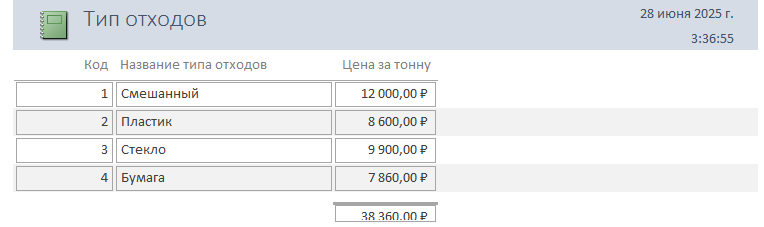 Тип отходов
28 июня 2025 г.
3:36:55
Код Название типа отходов Цена за тонну
1 Смешанный 12 000,00 ₽
2 Пластик 8 600,00 ₽
3 Стекло 9 900,00 ₽
4 Бумага 7 860,00 ₽
38 360,00 ₽